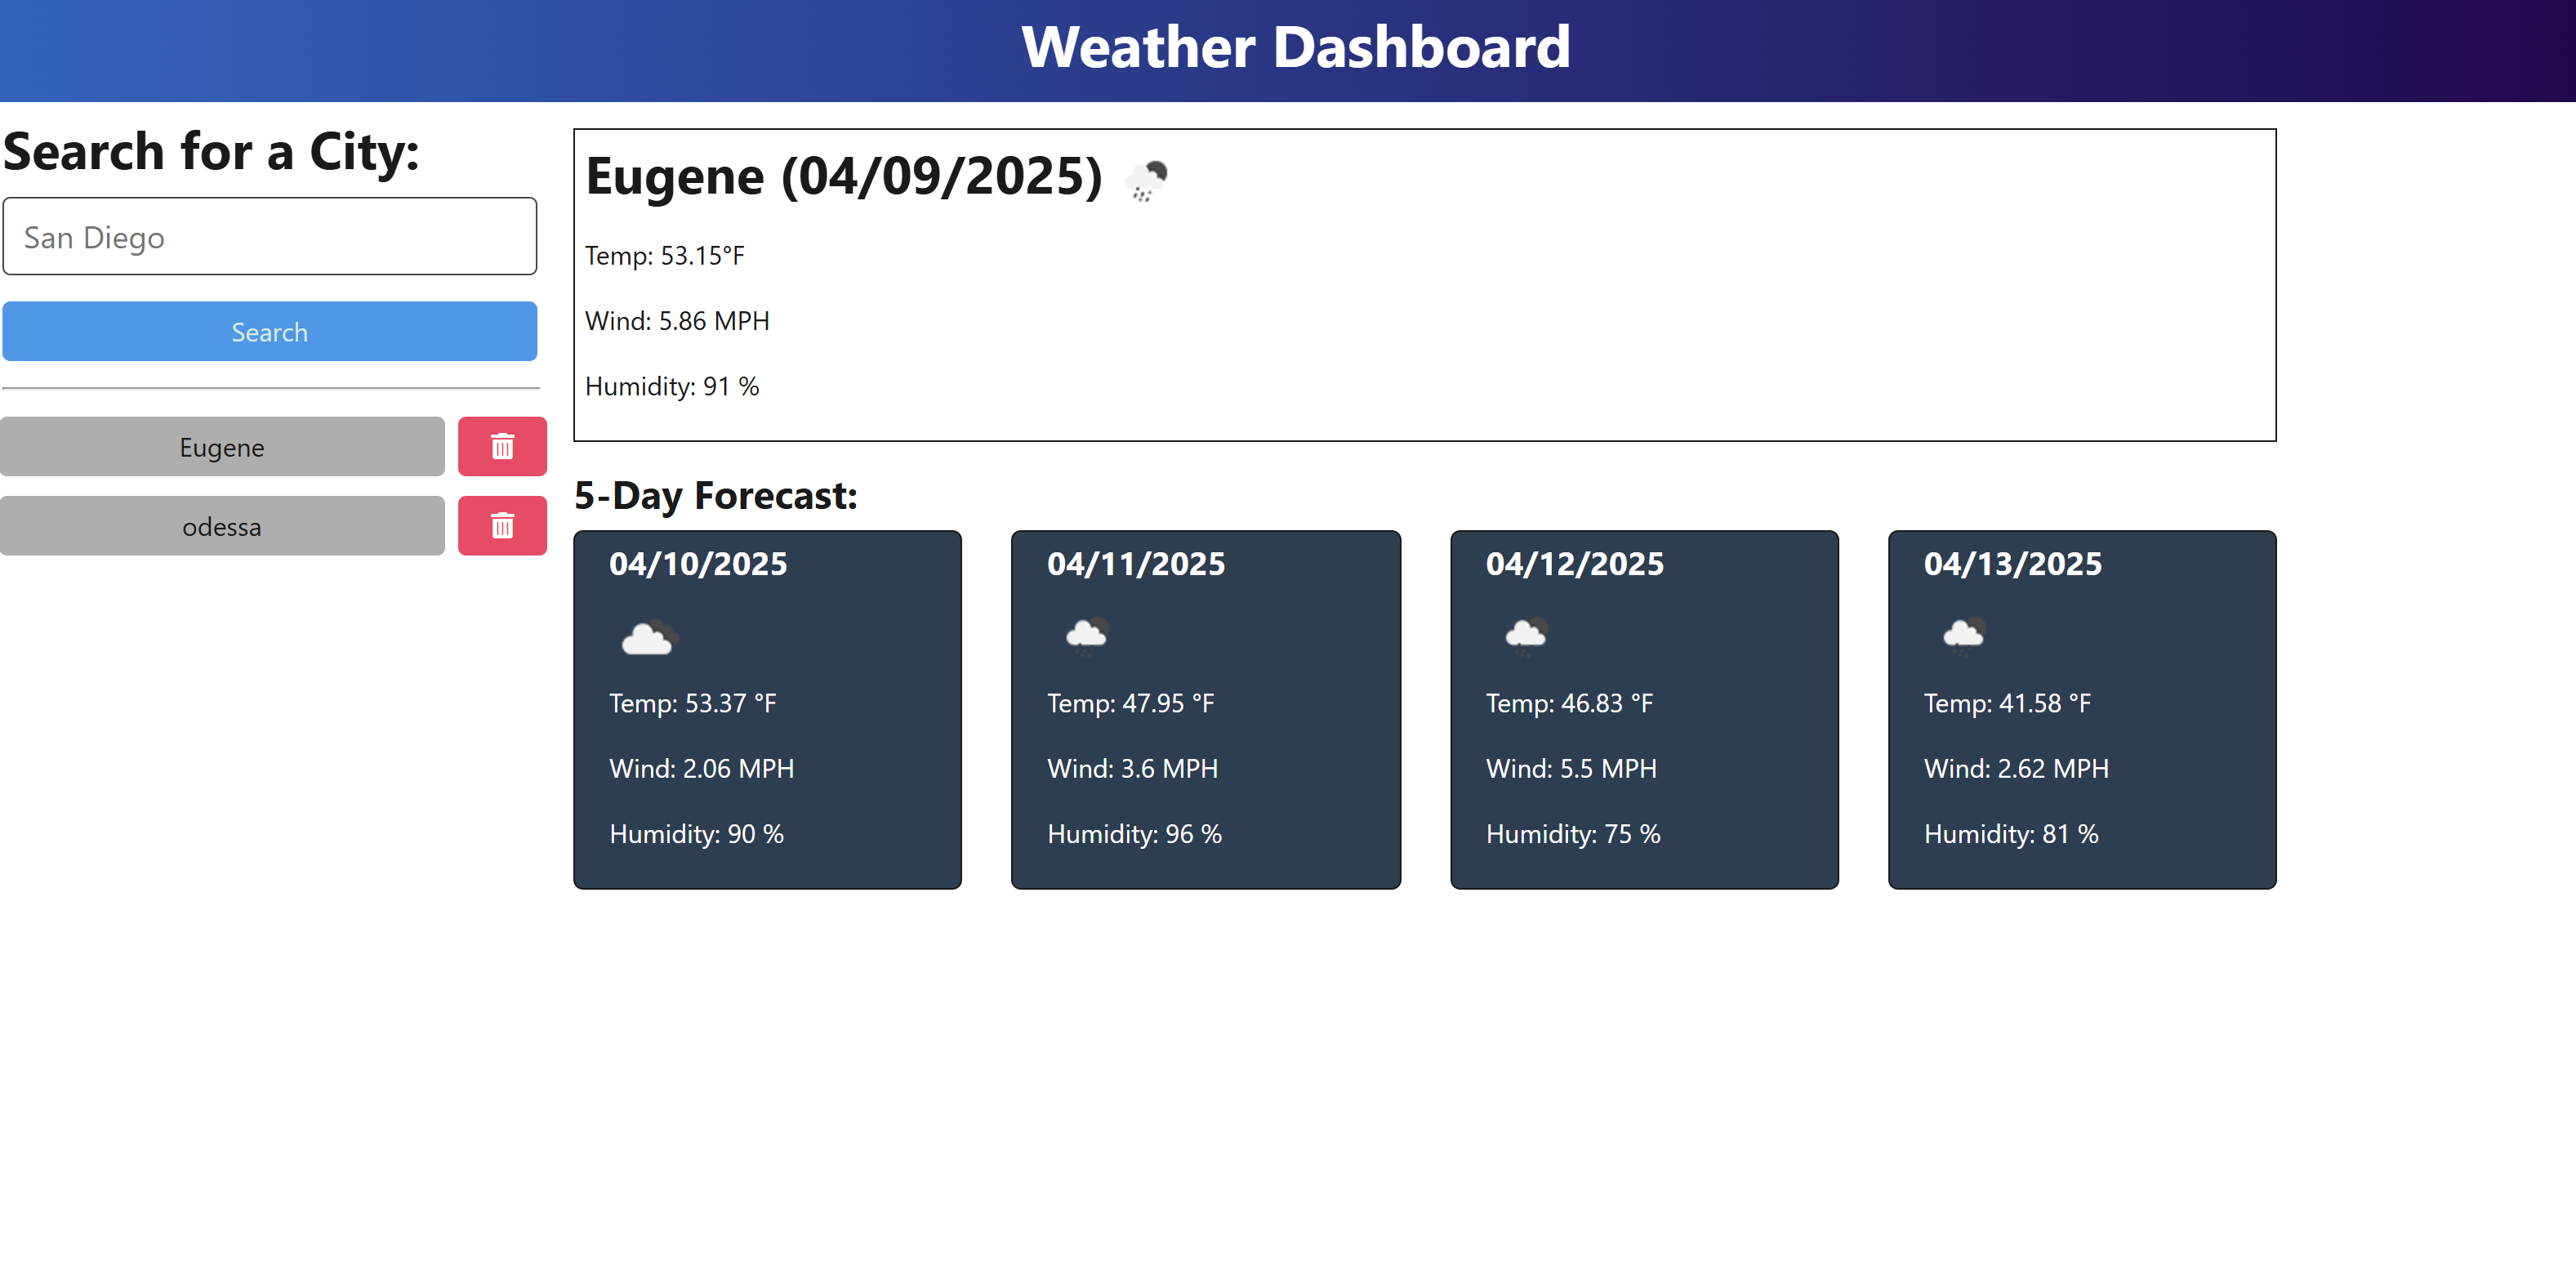 Weather Dashboard
Search for a City:
San Diego
Search
Eugene
odessa
Eugene (04/09/2025)
Temp: 53.15°F
Wind: 5.86 MPH
Humidity: 91 %
5-Day Forecast:
04/10/2025
Temp: 53.37 °F
Wind: 2.06 MPH
Humidity: 90 %
04/11/2025
Temp: 47.95 °F
Wind: 3.6 MPH
Humidity: 96 %
04/12/2025
Temp: 46.83 °F
Wind: 5.5 MPH
Humidity: 75 %
04/13/2025
Temp: 41.58 °F
Wind: 2.62 MPH
Humidity: 81 %